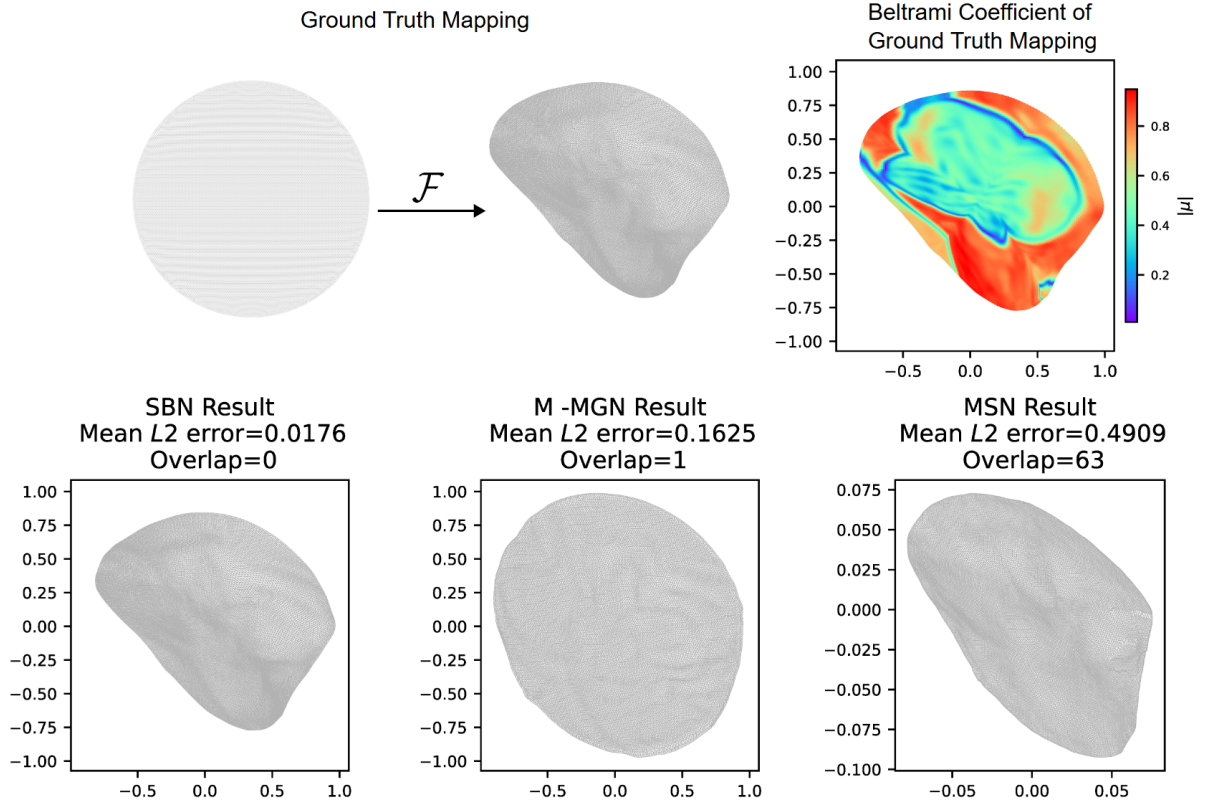 Ground Truth Mapping
Beltrami Coefficient of
Ground Truth Mapping
F
1.00
0.75
0.50
0.25
0.00
−0.25
−0.50
−0.75
−1.00
−0.5 0.0 0.5 1.0
0.8
0.6
0.4
0.2
|μ|
SBN Result
Mean L2 error=0.0176
Overlap=0
1.00
0.75
0.50
0.25
0.00
−0.25
−0.50
−0.75
−1.00
−0.5 0.0 0.5 1.0
M -MGN Result
Mean L2 error=0.1625
Overlap=1
1.00
0.75
0.50
0.25
0.00
−0.25
−0.50
−0.75
−1.00
−0.5 0.0 0.5 1.0
MSN Result
Mean L2 error=0.4909
Overlap=63
0.075
0.050
0.025
0.000
−0.025
−0.050
−0.075
−0.100
−0.05 0.00 0.05